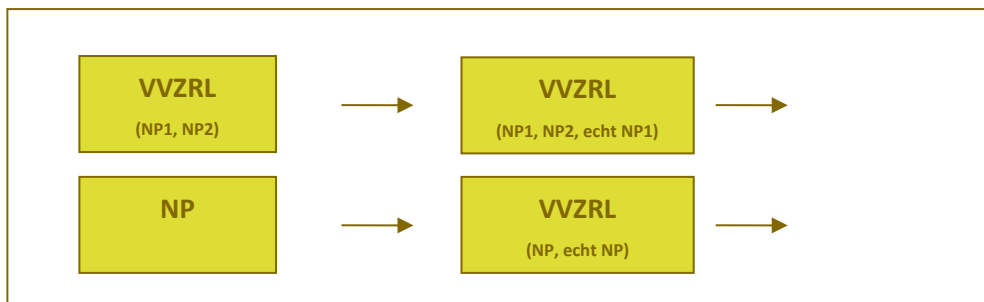 VVZRL
(NP1, NP2)
VVZRL
(NP1, NP2, echt NP1)
NP
VVZRL
(NP, echt NP)